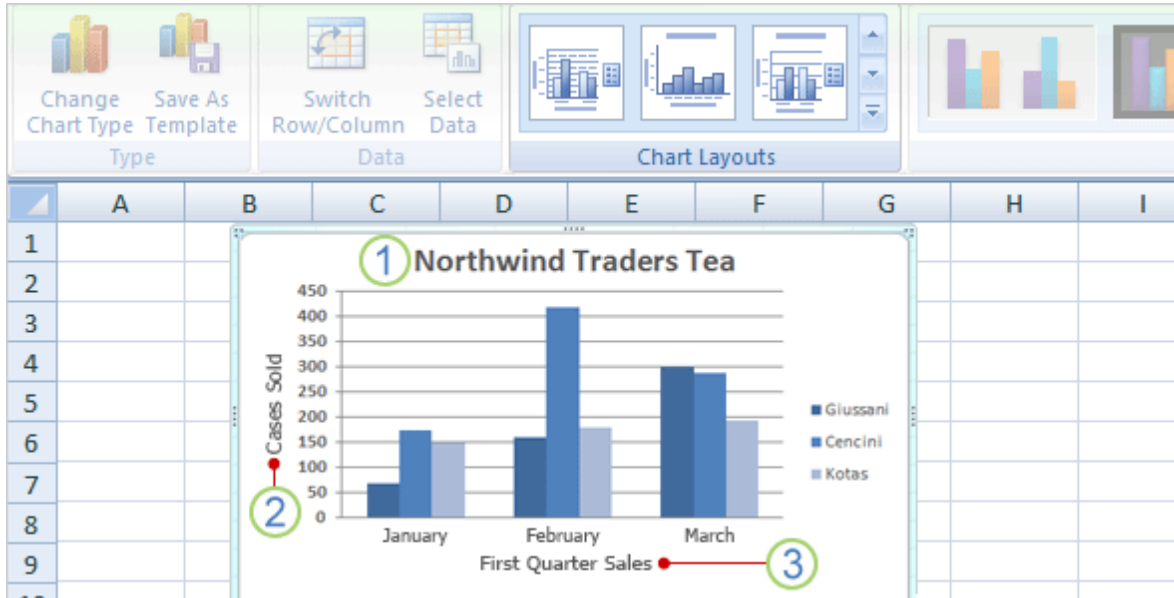 Change Chart Type
Save As Template
Switch Row/Column
Select Data
Type
Data
Chart Layouts
A B C D E F G H I
1
2
3
4
5
6
7
8
9
1 Northwind Traders Tea
450
400
350
300
250
200
150
100
50
0
Cases Sold
2
January February March
First Quarter Sales 3
Giussani
Cencini
Kotas